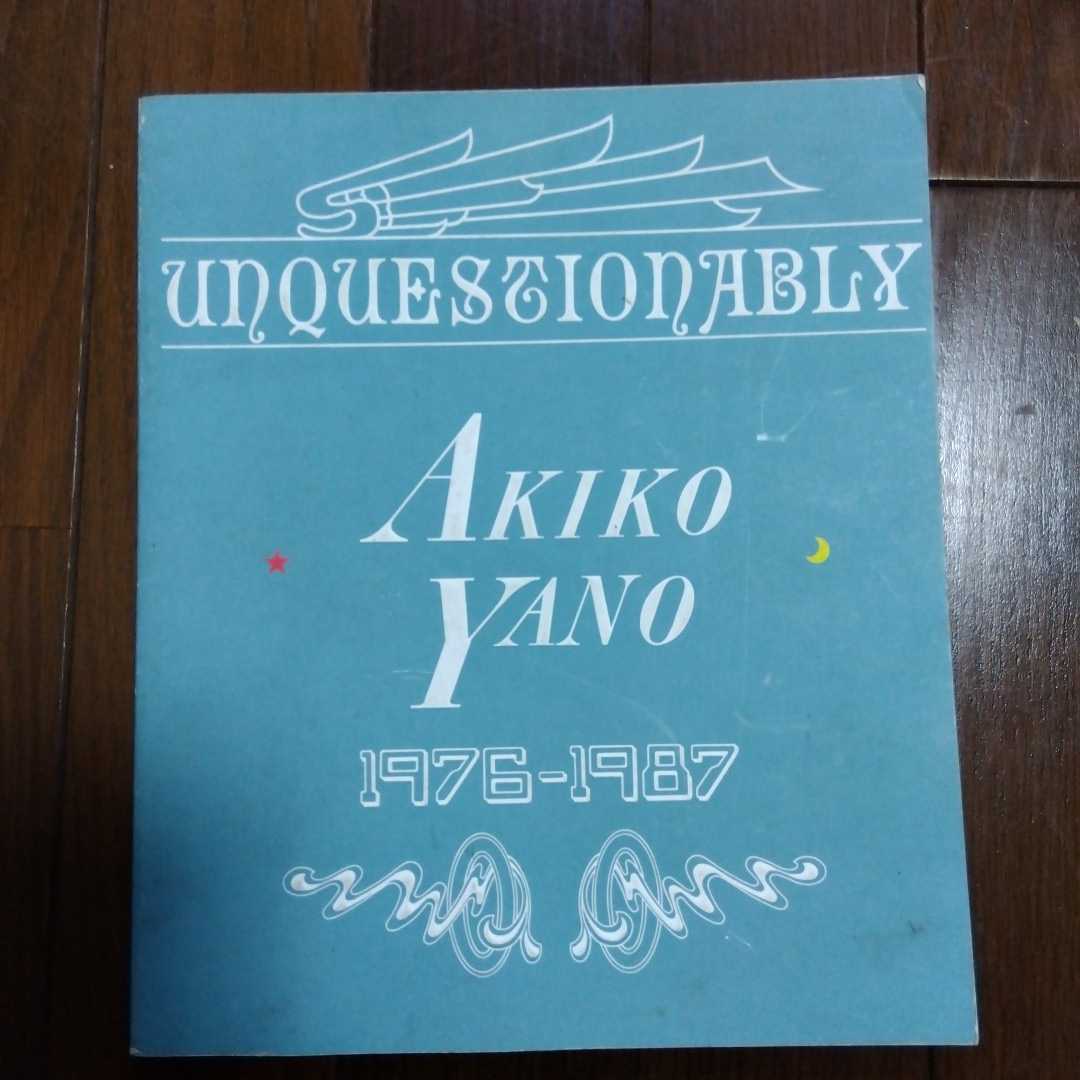 UNQUESTIONABLY
AKIKO
YANO
1976-1987